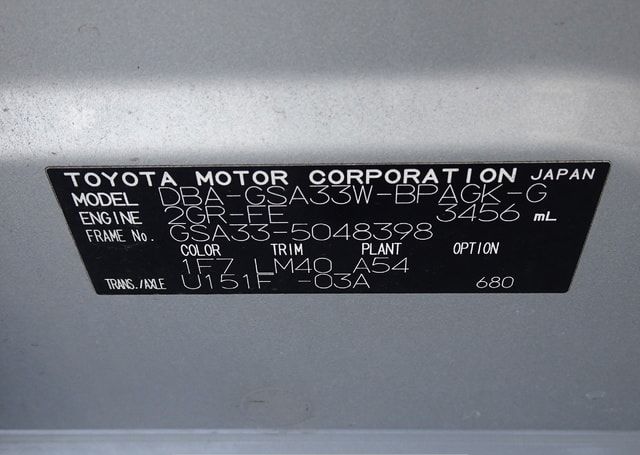 TOYOTA MOTOR CORPORATION JAPAN
MODEL DBA-GSA33W-BPAGK-G
ENGINE 2GR-FE 3456 mL
FRAME No. GSA33-5048398
COLOR TRIM PLANT OPTION
1F7 LM40 A54
TRANS./AXLE U151F -03A 680